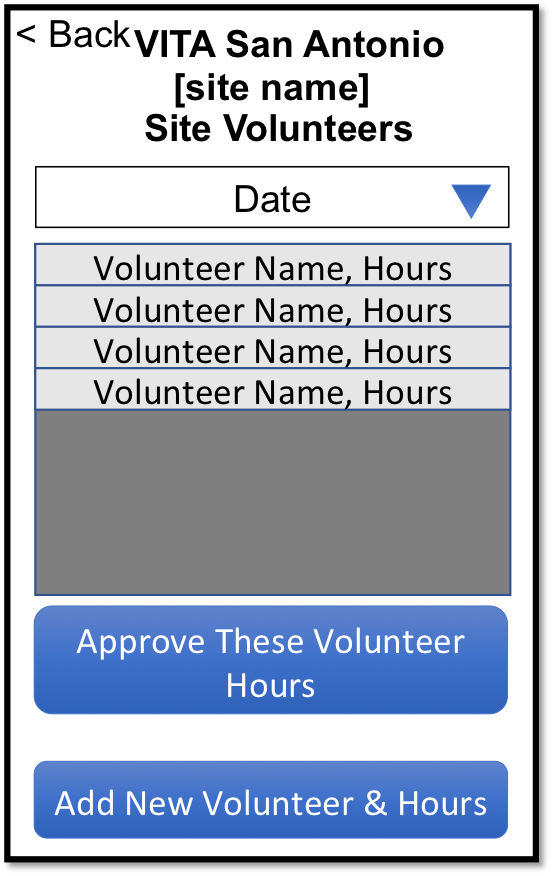 < Back
VITA San Antonio
[site name]
Site Volunteers
Date
Volunteer Name, Hours
Volunteer Name, Hours
Volunteer Name, Hours
Volunteer Name, Hours
Approve These Volunteer
Hours
Add New Volunteer & Hours